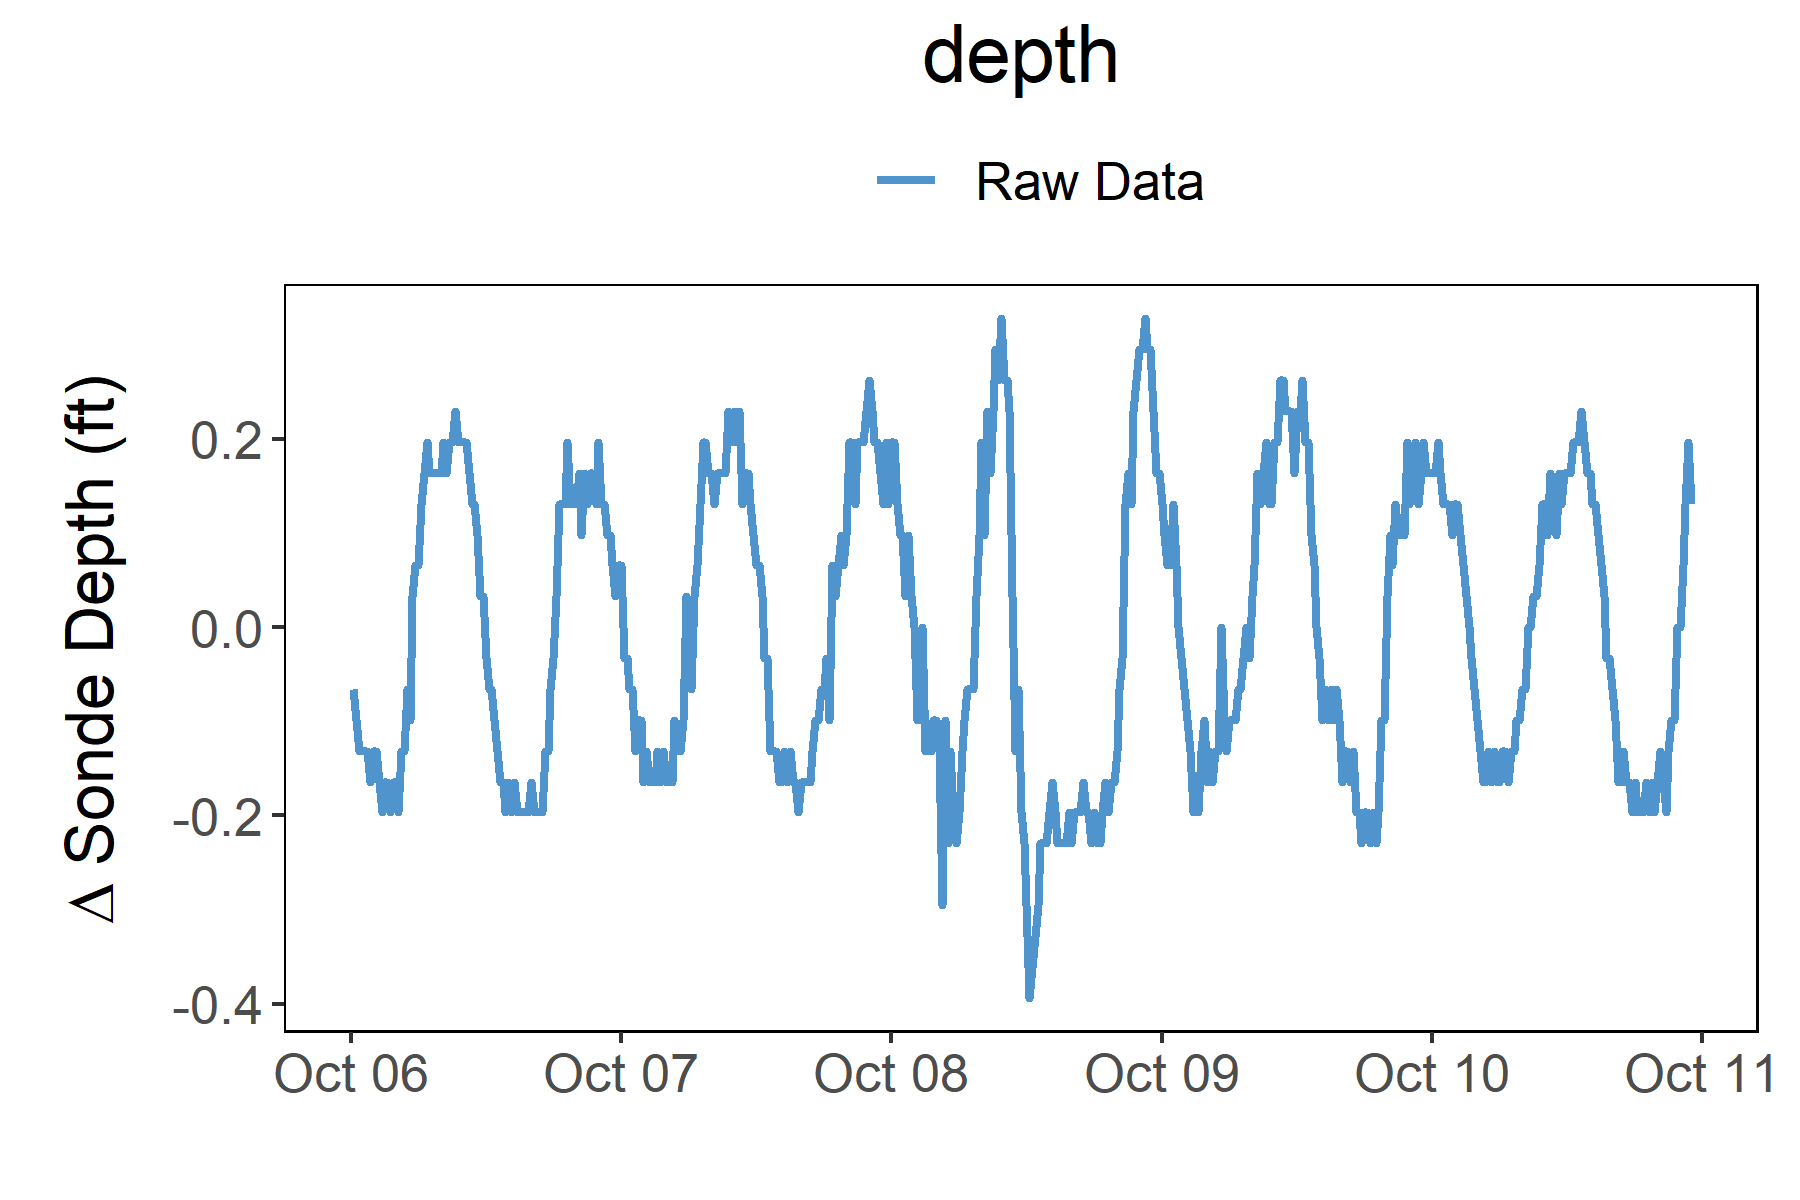 depth
Raw Data
Δ Sonde Depth (ft)
0.2
0.0
-0.2
-0.4
Oct 06 Oct 07 Oct 08 Oct 09 Oct 10 Oct 11